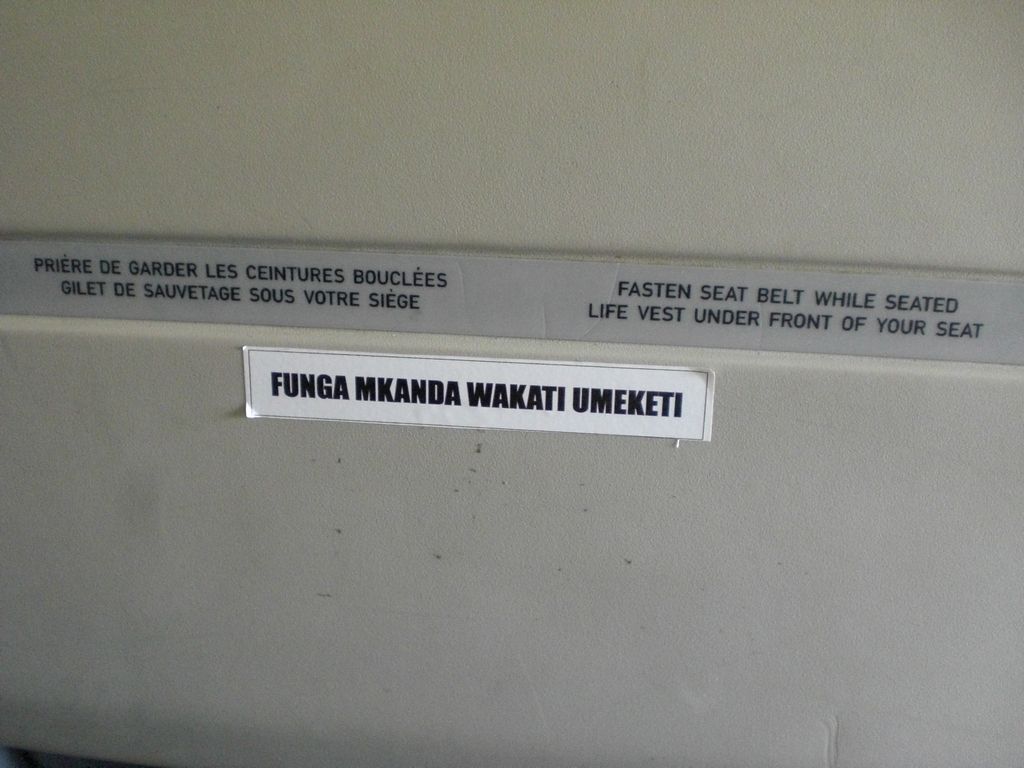 PRIÈRE DE GARDER LES CEINTURES BOUCLÉES
GILET DE SAUVETAGE SOUS VOTRE SIÈGE
FASTEN SEAT BELT WHILE SEATED
LIFE VEST UNDER FRONT OF YOUR SEAT
FUNGA MKANDA WAKATI UMEKETI